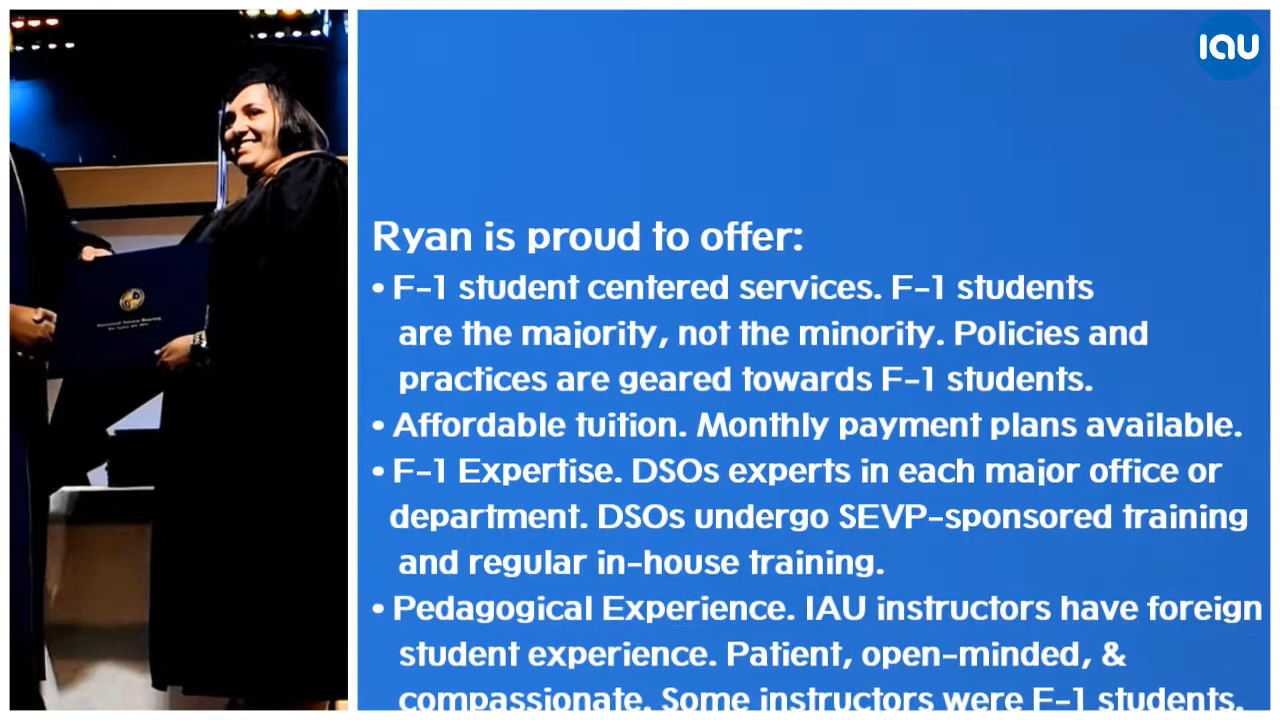 IAU
Ryan is proud to offer:
• F-1 student centered services. F-1 students
are the majority, not the minority. Policies and
practices are geared towards F-1 students.
• Affordable tuition. Monthly payment plans available.
• F-1 Expertise. DSOs experts in each major office or
department. DSOs undergo SEVP-sponsored training
and regular in-house training.
• Pedagogical Experience. IAU instructors have foreign
student experience. Patient, open-minded, &
compassionate. Some instructors were F-1 students.